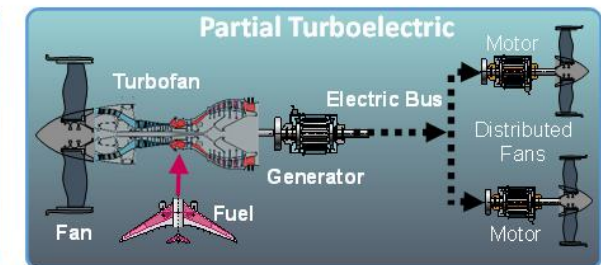 Partial Turboelectric
Motor
Turbofan
Electric Bus
Distributed
Fans
Generator
Fuel
Fan
Motor